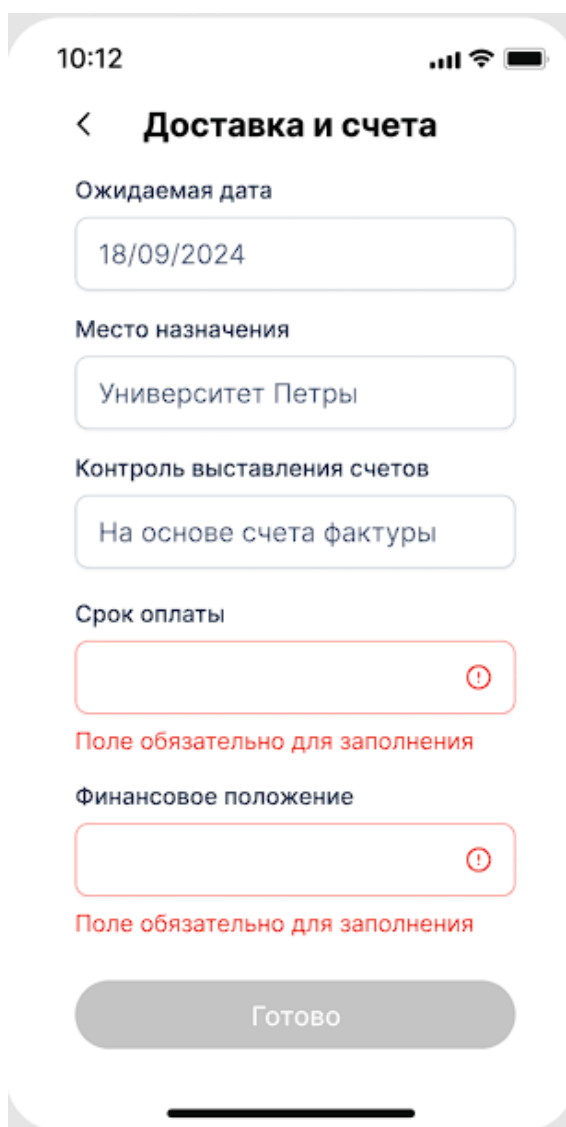 10:12
Доставка и счета
Ожидаемая дата
18/09/2024
Место назначения
Университет Петры
Контроль выставления счетов
На основе счета фактуры
Срок оплаты
Поле обязательно для заполнения
Финансовое положение
Поле обязательно для заполнения
Готово